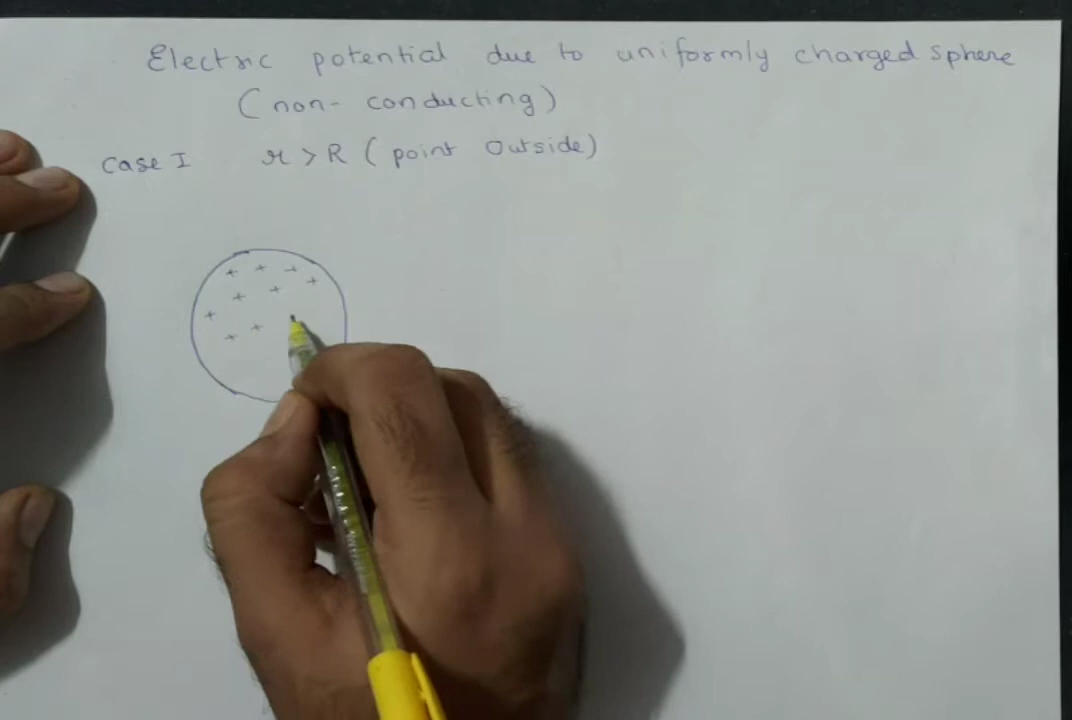 Electric potential due to uniformly charged sphere
(non-conducting)
Case I r > R (point outside)
+ + + +
+ +
+ + +